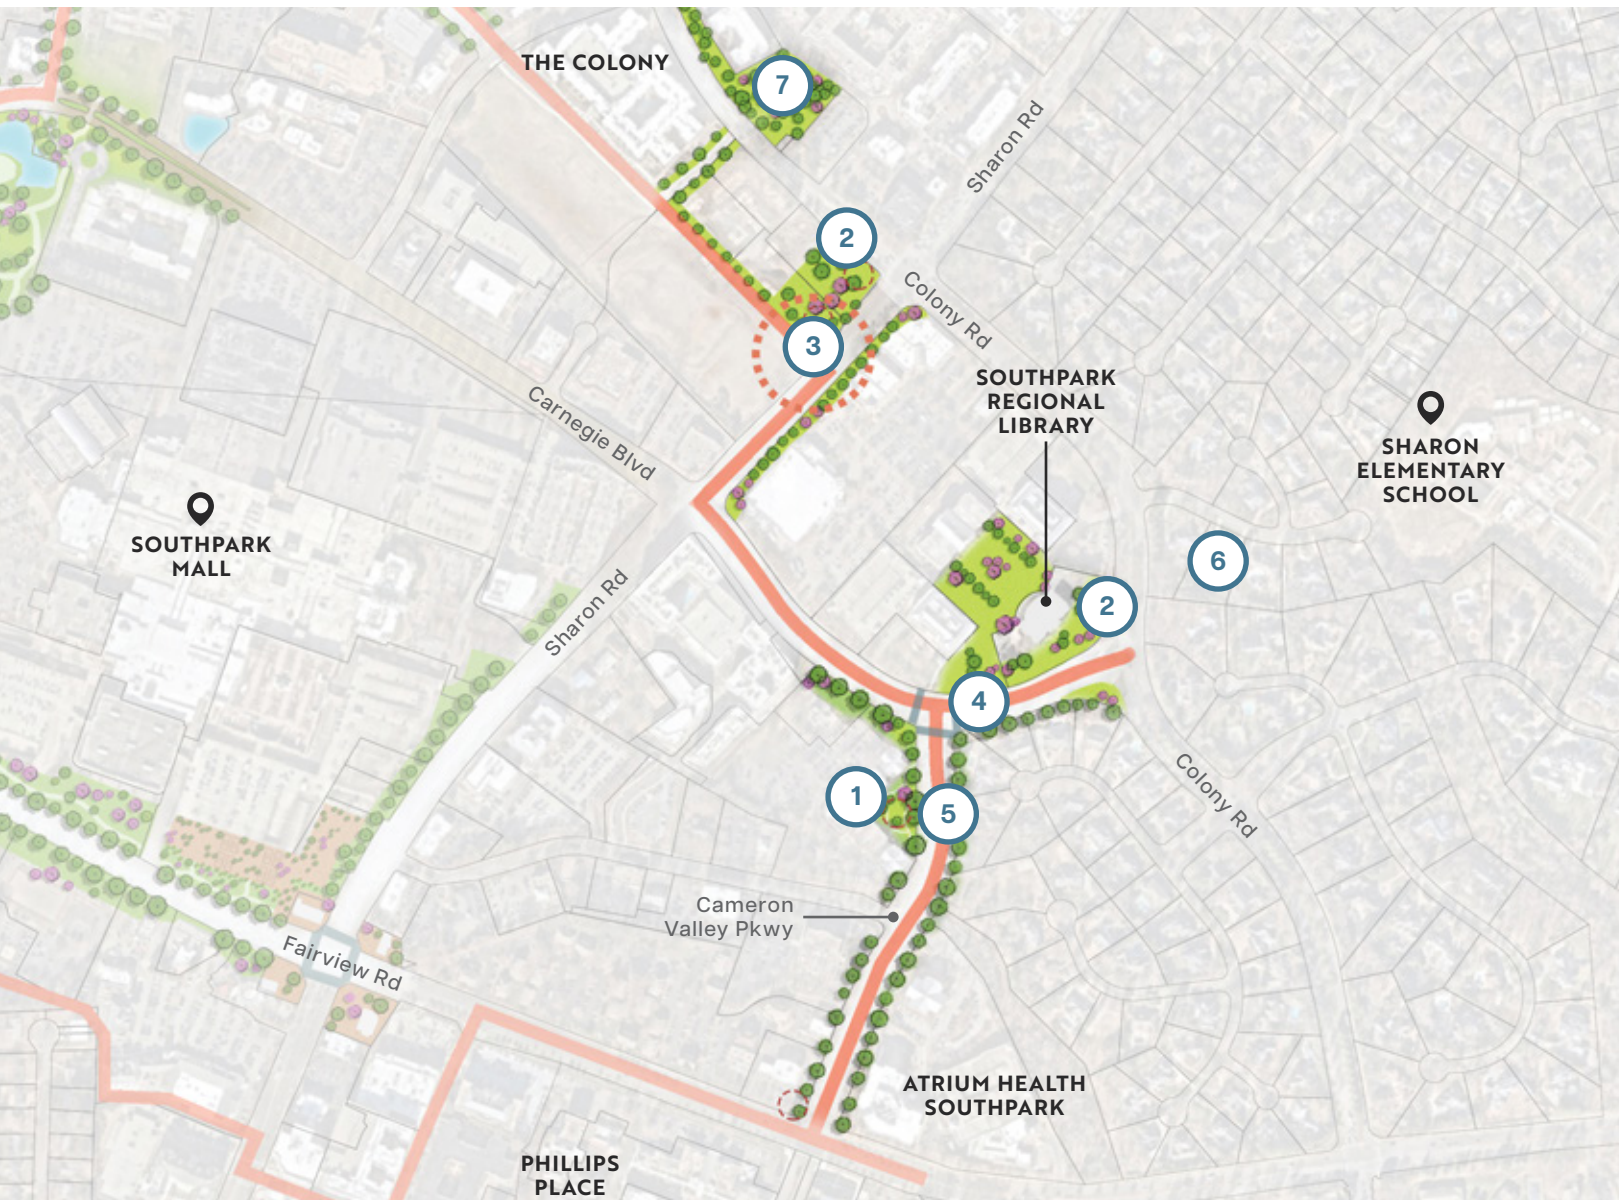 THE COLONY
7
Sharon Rd
2
Colony Rd
3
SOUTHPARK
REGIONAL
LIBRARY
Carnegie Blvd
SHARON
ELEMENTARY
SCHOOL
SOUTHPARK
MALL
6
Sharon Rd
2
4
Colony Rd
1
5
Cameron
Valley Pkwy
Fairview Rd
ATRIUM HEALTH
SOUTHPARK
PHILLIPS
PLACE